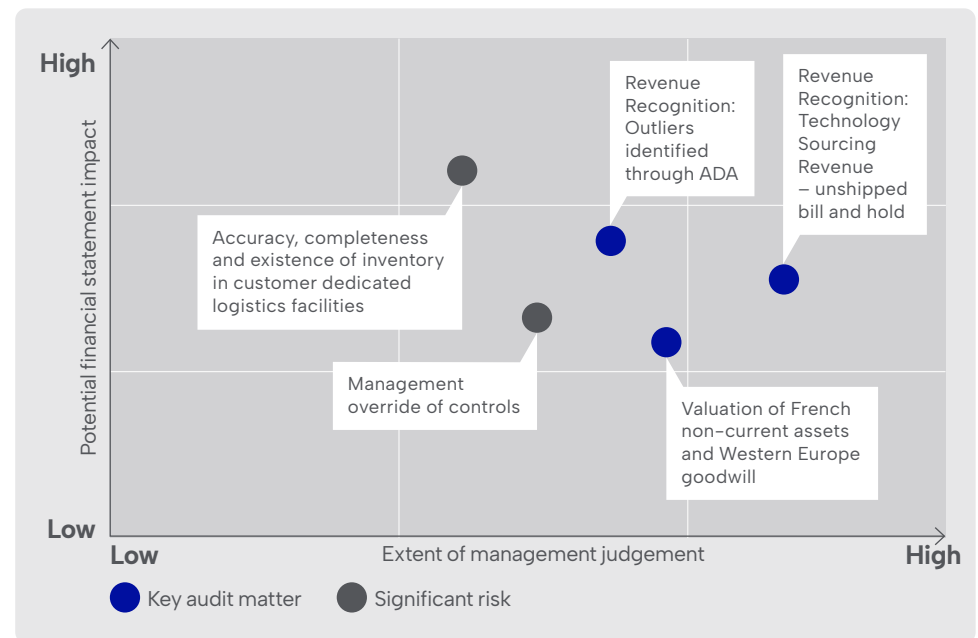 High
Potential financial statement impact
Revenue
Recognition:
Outliers
identified
through ADA
Revenue
Recognition:
Technology
Sourcing
Revenue
– unshipped
bill and hold
Accuracy, completeness
and existence of inventory
in customer dedicated
logistics facilities
Management
override of controls
Valuation of French
non-current assets
and Western Europe
goodwill
Low
Low
Extent of management judgement
High
Key audit matter
Significant risk